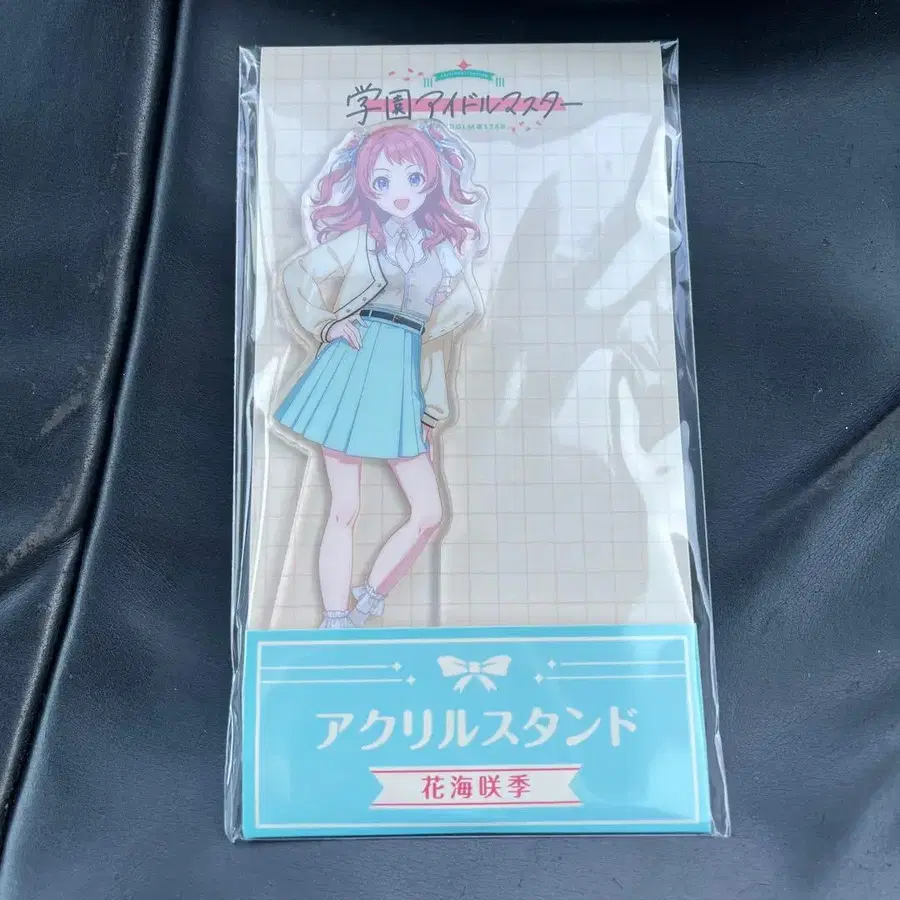 学園アイドルマスター
アクリルスタンド
花海咲季